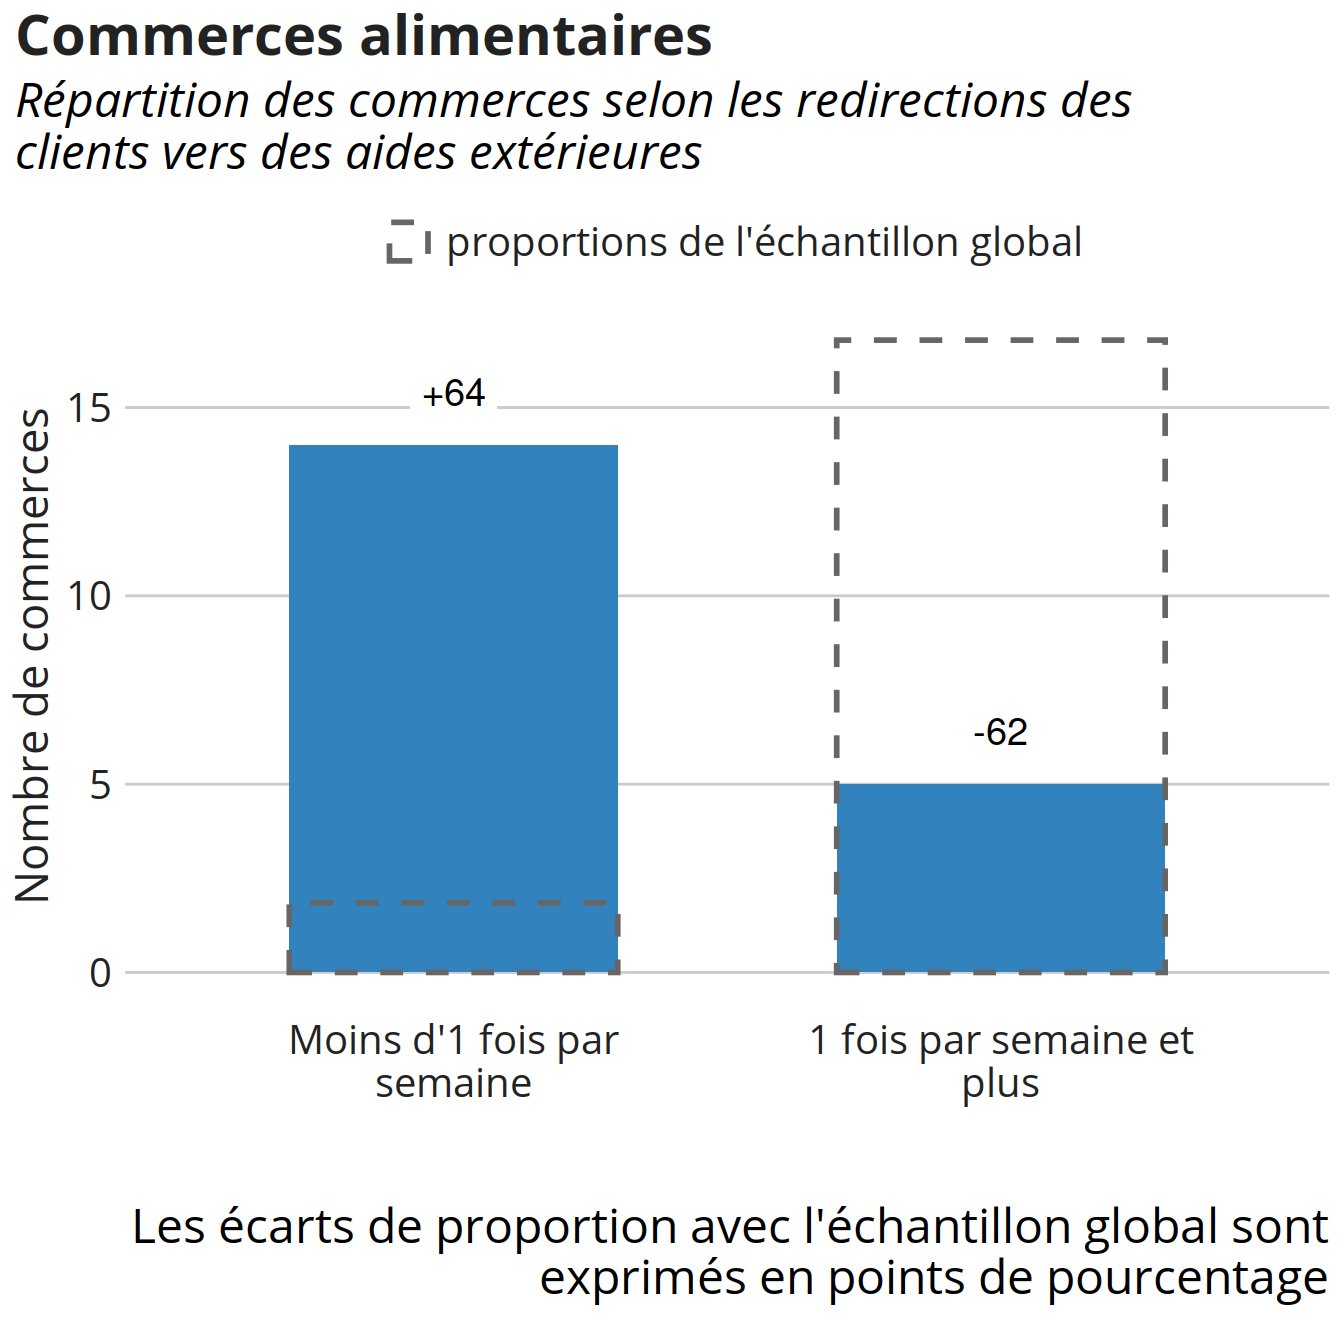 Commerces alimentaires
Répartition des commerces selon les redirections des
clients vers des aides extérieures
proportions de l'échantillon global
Nombre de commerces
15
10
5
0
+64
-62
Moins d'1 fois par
semaine
1 fois par semaine et
plus
Les écarts de proportion avec l'échantillon global sont
exprimés en points de pourcentage